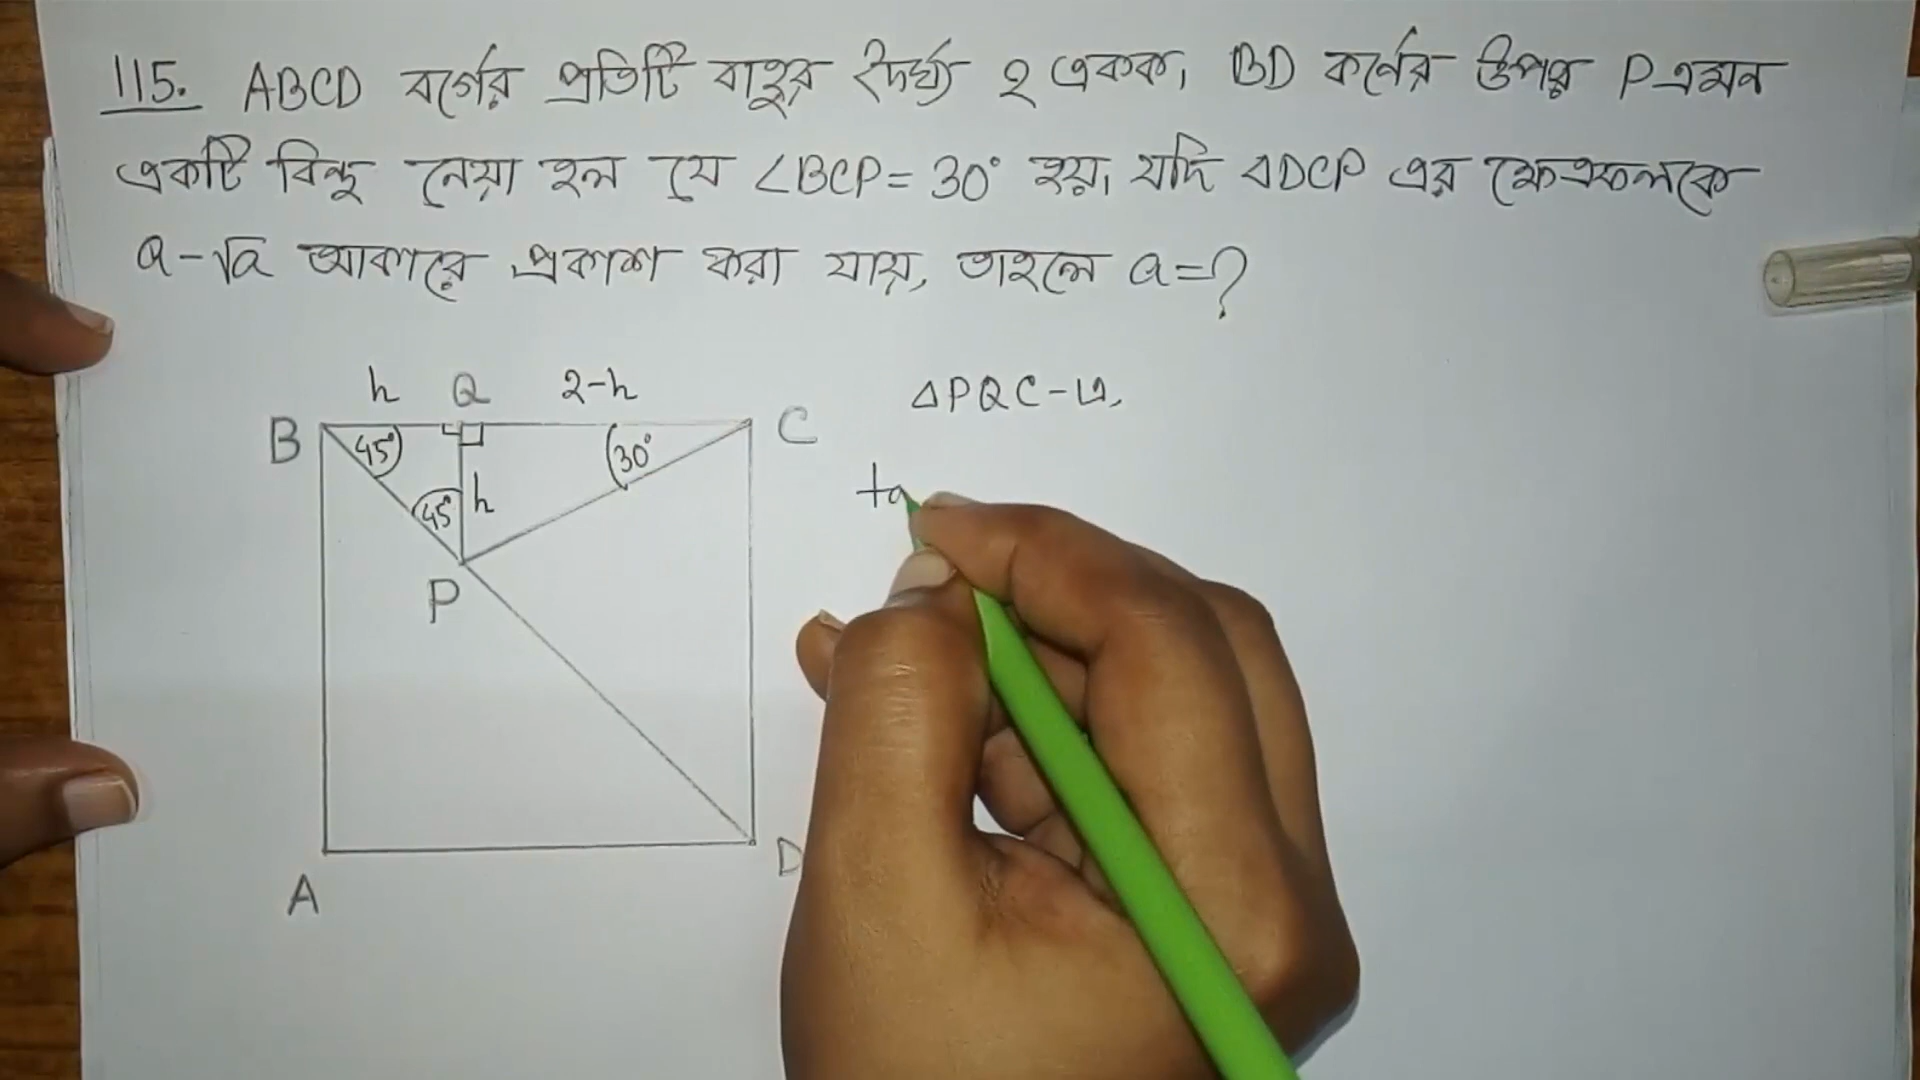 115. ABCD বর্গের প্রতিটি বাহুর দৈর্ঘ্য ২ একক। BD কর্ণের উপর P এমন
একটি বিন্দু নেয়া হল যে ∠BCP = 30° হয়। যদি ΔDCP এর ক্ষেত্রফলকে
a-√a আকারে প্রকাশ করা যায়, তাহলে a=?
h Q 2-h
ΔPQC-এ,
B 45° 30° C
ta
45° h
P
A D